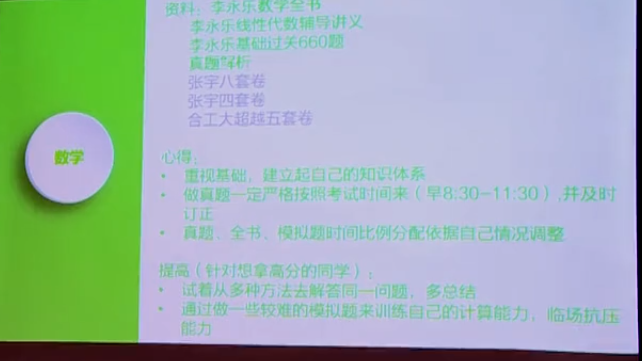 数学
资料：李永乐数学全书
李永乐线性代数辅导讲义
李永乐基础过关660题
真题解析
张宇八套卷
张宇四套卷
合工大超越五套卷
心得：
• 重视基础，建立起自己的知识体系
• 做真题一定严格按照考试时间来（早8:30-11:30）,并及时
订正
• 真题、全书、模拟题时间比例分配依据自己情况调整
提高（针对想拿高分的同学）：
• 试着从多种方法去解答同一问题，多总结
• 通过做一些较难的模拟题来训练自己的计算能力，临场抗压
能力